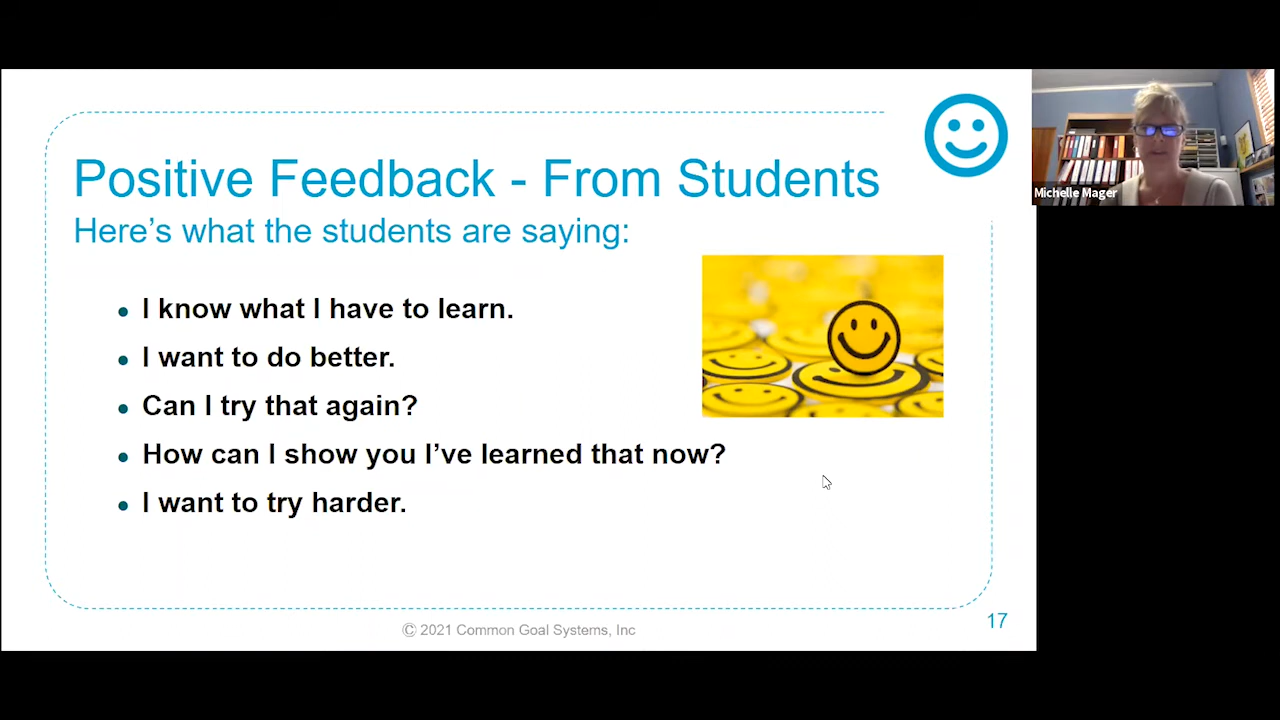 Positive Feedback - From Students
Here’s what the students are saying:
I know what I have to learn.
I want to do better.
Can I try that again?
How can I show you I’ve learned that now?
I want to try harder.
© 2021 Common Goal Systems, Inc
17
Michelle Mager